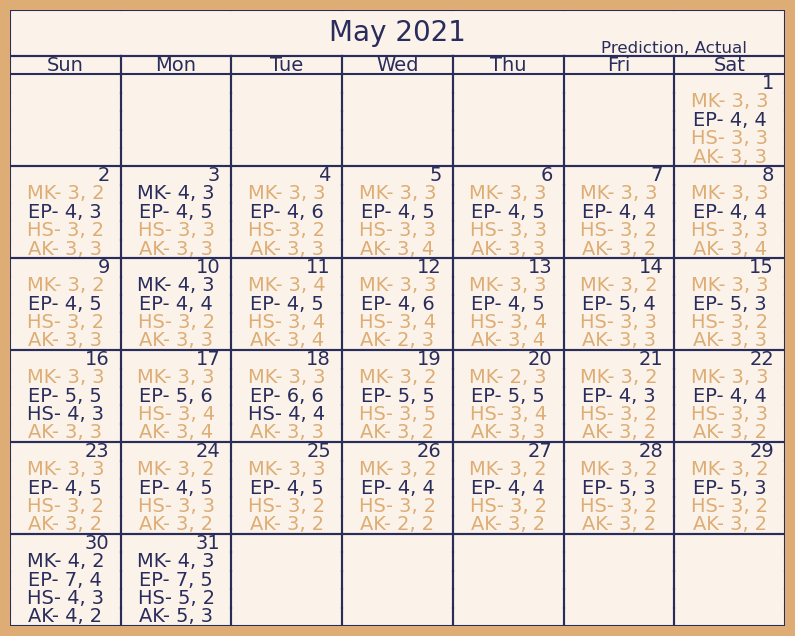 May 2021
Prediction, Actual
Sun Mon Tue Wed Thu Fri Sat
1
MK- 3, 3
EP- 4, 4
HS- 3, 3
AK- 3, 3
2 3 4 5 6 7 8
MK- 3, 2 MK- 4, 3 MK- 3, 3 MK- 3, 3 MK- 3, 3 MK- 3, 3 MK- 3, 3
EP- 4, 3 EP- 4, 5 EP- 4, 6 EP- 4, 5 EP- 4, 5 EP- 4, 4 EP- 4, 4
HS- 3, 2 HS- 3, 3 HS- 3, 2 HS- 3, 3 HS- 3, 3 HS- 3, 2 HS- 3, 3
AK- 3, 3 AK- 3, 3 AK- 3, 3 AK- 3, 4 AK- 3, 3 AK- 3, 2 AK- 3, 4
9 10 11 12 13 14 15
MK- 3, 2 MK- 4, 3 MK- 3, 4 MK- 3, 3 MK- 3, 3 MK- 3, 2 MK- 3, 3
EP- 4, 5 EP- 4, 4 EP- 4, 5 EP- 4, 6 EP- 4, 5 EP- 5, 4 EP- 5, 3
HS- 3, 2 HS- 3, 2 HS- 3, 4 HS- 3, 4 HS- 3, 4 HS- 3, 3 HS- 3, 2
AK- 3, 3 AK- 3, 3 AK- 3, 4 AK- 2, 3 AK- 3, 4 AK- 3, 3 AK- 3, 3
16 17 18 19 20 21 22
MK- 3, 3 MK- 3, 3 MK- 3, 3 MK- 3, 2 MK- 2, 3 MK- 3, 2 MK- 3, 3
EP- 5, 5 EP- 5, 6 EP- 6, 6 EP- 5, 5 EP- 5, 5 EP- 4, 3 EP- 4, 4
HS- 4, 3 HS- 3, 4 HS- 4, 4 HS- 3, 5 HS- 3, 4 HS- 3, 2 HS- 3, 3
AK- 3, 3 AK- 3, 4 AK- 3, 3 AK- 3, 2 AK- 3, 3 AK- 3, 2 AK- 3, 2
23 24 25 26 27 28 29
MK- 3, 3 MK- 3, 2 MK- 3, 3 MK- 3, 2 MK- 3, 2 MK- 3, 2 MK- 3, 2
EP- 4, 5 EP- 4, 5 EP- 4, 5 EP- 4, 4 EP- 4, 4 EP- 5, 3 EP- 5, 3
HS- 3, 2 HS- 3, 3 HS- 3, 2 HS- 3, 2 HS- 3, 2 HS- 3, 2 HS- 3, 2
AK- 3, 2 AK- 3, 2 AK- 3, 2 AK- 2, 2 AK- 3, 2 AK- 3, 2 AK- 3, 2
30 31
MK- 4, 2 MK- 4, 3
EP- 7, 4 EP- 7, 5
HS- 4, 3 HS- 5, 2
AK- 4, 2 AK- 5, 3